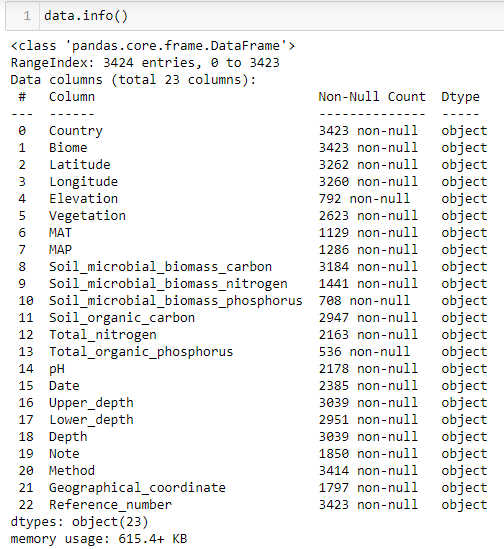 1 data.info()
<class 'pandas.core.frame.DataFrame'>
RangeIndex: 3424 entries, 0 to 3423
Data columns (total 23 columns):
 #   Column                             Non-Null Count  Dtype
---  ------                             --------------  -----
 0   Country                            3423 non-null   object
 1   Biome                              3423 non-null   object
 2   Latitude                           3262 non-null   object
 3   Longitude                          3260 non-null   object
 4   Elevation                          792 non-null    object
 5   Vegetation                         2623 non-null   object
 6   MAT                                1129 non-null   object
 7   MAP                                1286 non-null   object
 8   Soil_microbial_biomass_carbon      3184 non-null   object
 9   Soil_microbial_biomass_nitrogen    1441 non-null   object
 10  Soil_microbial_biomass_phosphorus  708 non-null    object
 11  Soil_organic_carbon                2947 non-null   object
 12  Total_nitrogen                     2163 non-null   object
 13  Total_organic_phosphorus           536 non-null    object
 14  pH                                 2178 non-null   object
 15  Date                               2385 non-null   object
 16  Upper_depth                        3039 non-null   object
 17  Lower_depth                        2951 non-null   object
 18  Depth                              3039 non-null   object
 19  Note                               1850 non-null   object
 20  Method                             3414 non-null   object
 21  Geographical_coordinate            1797 non-null   object
 22  Reference_number                   3423 non-null   object
dtypes: object(23)
memory usage: 615.4+ KB